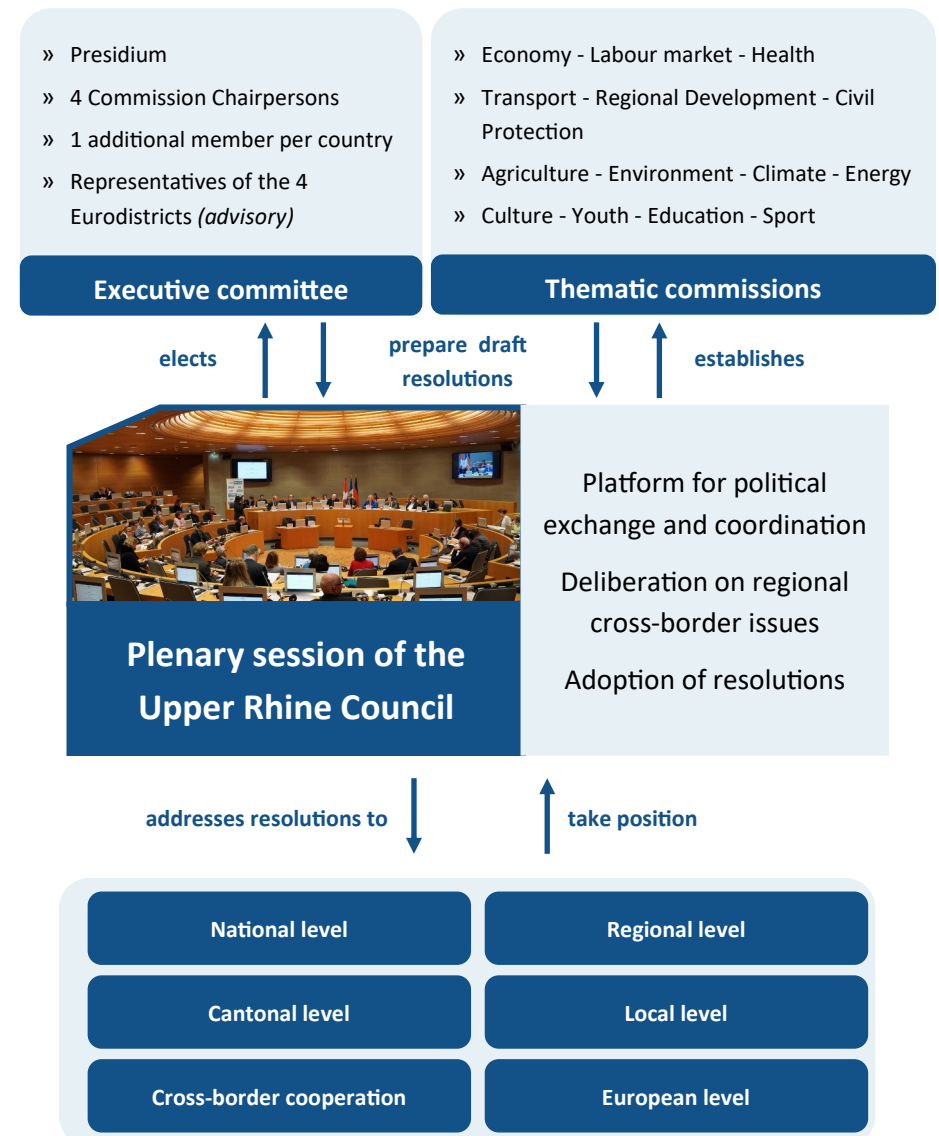 » Presidium
» 4 Commission Chairpersons
» 1 additional member per country
» Representatives of the 4
Eurodistricts (advisory)
Executive committee
» Economy - Labour market - Health
» Transport - Regional Development - Civil
Protection
» Agriculture - Environment - Climate - Energy
» Culture - Youth - Education - Sport
Thematic commissions
elects
prepare draft
resolutions
establishes
Plenary session of the
Upper Rhine Council
Platform for political
exchange and coordination
Deliberation on regional
cross-border issues
Adoption of resolutions
addresses resolutions to
take position
National level
Regional level
Cantonal level
Local level
Cross-border cooperation
European level